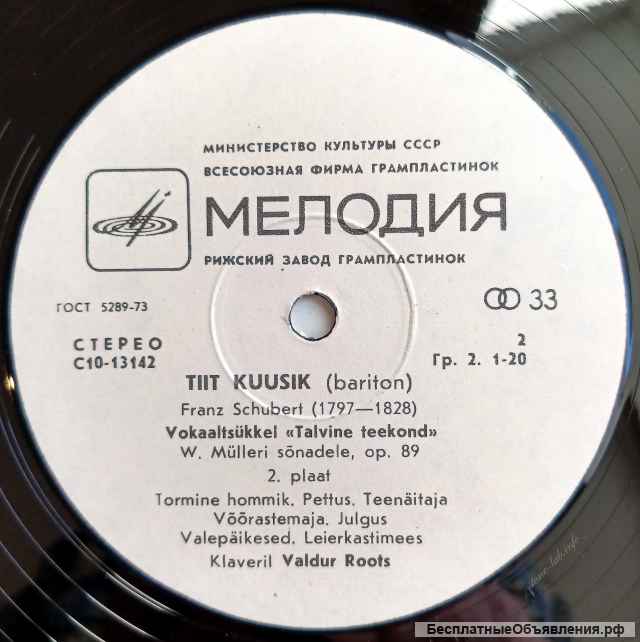 МИНИСТЕРСТВО КУЛЬТУРЫ СССР
ВСЕСОЮЗНАЯ ФИРМА ГРАМПЛАСТИНОК
МЕЛОДИЯ
РИЖСКИЙ ЗАВОД ГРАМПЛАСТИНОК
ГОСТ 5289-73
33
СТЕРЕО
2
С10-13142
Гр. 2. 1-20
TIIT KUUSIK (bariton)
Franz Schubert (1797—1828)
Vokaaltsükkel «Talvine teekond»
W. Mülleri sõnadele, op. 89
2. plaat
Tormine hommik, Pettus, Teenäitaja
Võõrastemaja, Julgus
Valepäikesed, Leierkastimees
Klaveril Valdur Roots
БесплатныеОбъявления.рф